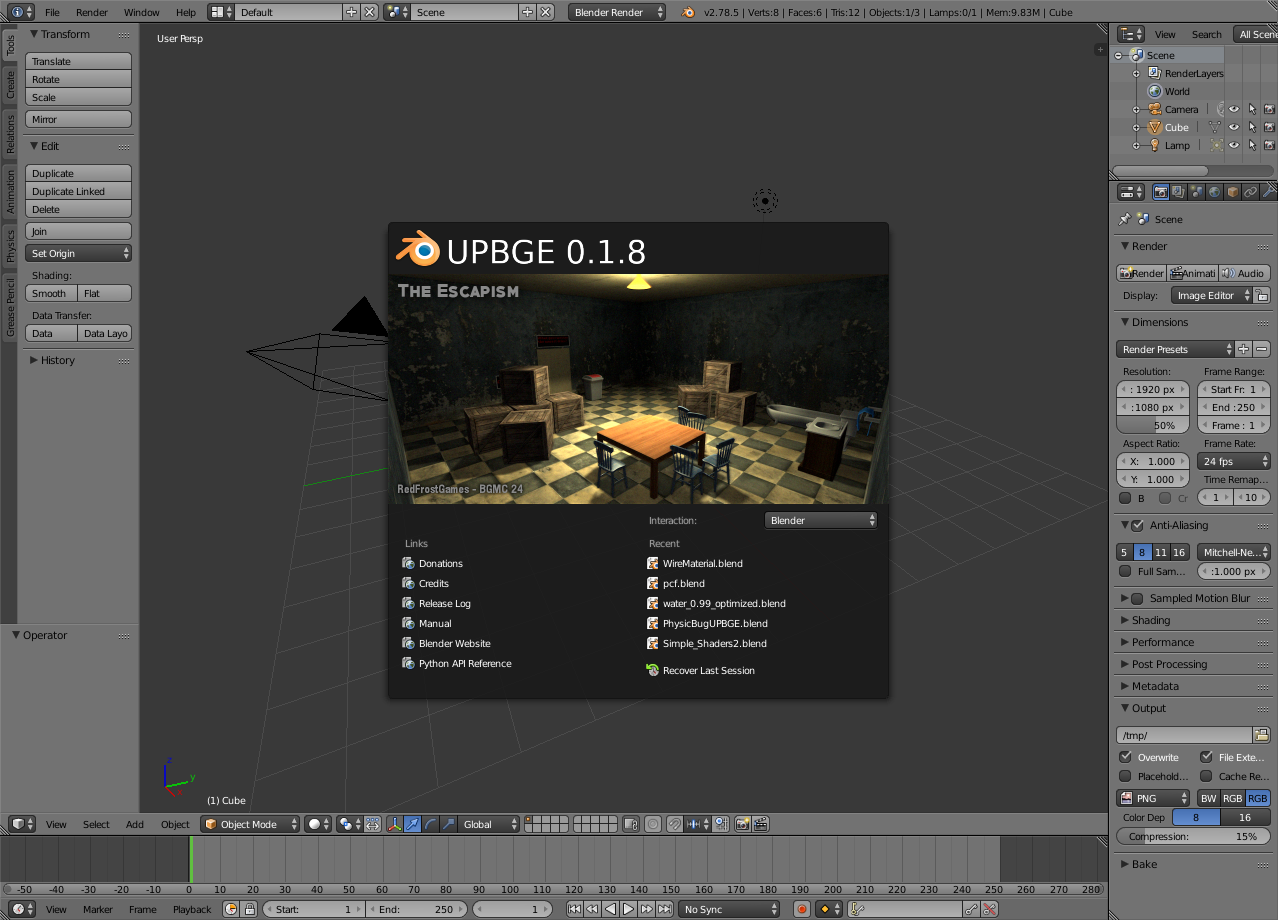 File Render Window Help Default Scene Blender Render v2.78.5 | Verts:8 | Faces:6 | Tris:12 | Objects:1/3 | Lamps:0/1 | Mem:9.83M | Cube
Tools
Create
Relations
Animation
Physics
Grease Pencil
Transform
Translate
Rotate
Scale
Mirror
Edit
Duplicate
Duplicate Linked
Delete
Join
Set Origin
Shading:
Smooth Flat
Data Transfer:
Data Data Layo
History
Operator
User Persp
UPBGE 0.1.8
The Escapism
RedFrostGames - BGMC 24
Interaction: Blender
Links
Donations
Credits
Release Log
Manual
Blender Website
Python API Reference
Recent
WireMaterial.blend
pcf.blend
water_0.99_optimized.blend
PhysicBugUPBGE.blend
Simple_Shaders2.blend
Recover Last Session
z
y
(1) Cube
View Select Add Object Object Mode Global
-50 -40 -30 -20 -10 0 10 20 30 40 50 60 70 80 90 100 110 120 130 140 150 160 170 180 190 200 210 220 230 240 250 260 270 280
View Marker Frame Playback Start: 1 End: 250 1 No Sync
View Search All Scene
Scene
RenderLayers
World
Camera
Cube
Lamp
Scene
Render
Render Animati Audio
Display: Image Editor
Dimensions
Render Presets
Resolution: Frame Range:
: 1920 px Start Fr: 1
:1080 px End :250
50% Frame : 1
Aspect Ratio: Frame Rate:
X: 1.000 24 fps
Y: 1.000 Time Remap...
B Cr 1 10
Anti-Aliasing
5 8 11 16 Mitchell-Ne...
Full Sam... :1.000 px
Sampled Motion Blur
Shading
Performance
Post Processing
Metadata
Output
/tmp/
Overwrite File Exte...
Placehold... Cache Re...
PNG BW RGB RGB
Color Dep 8 16
Compression: 15%
Bake